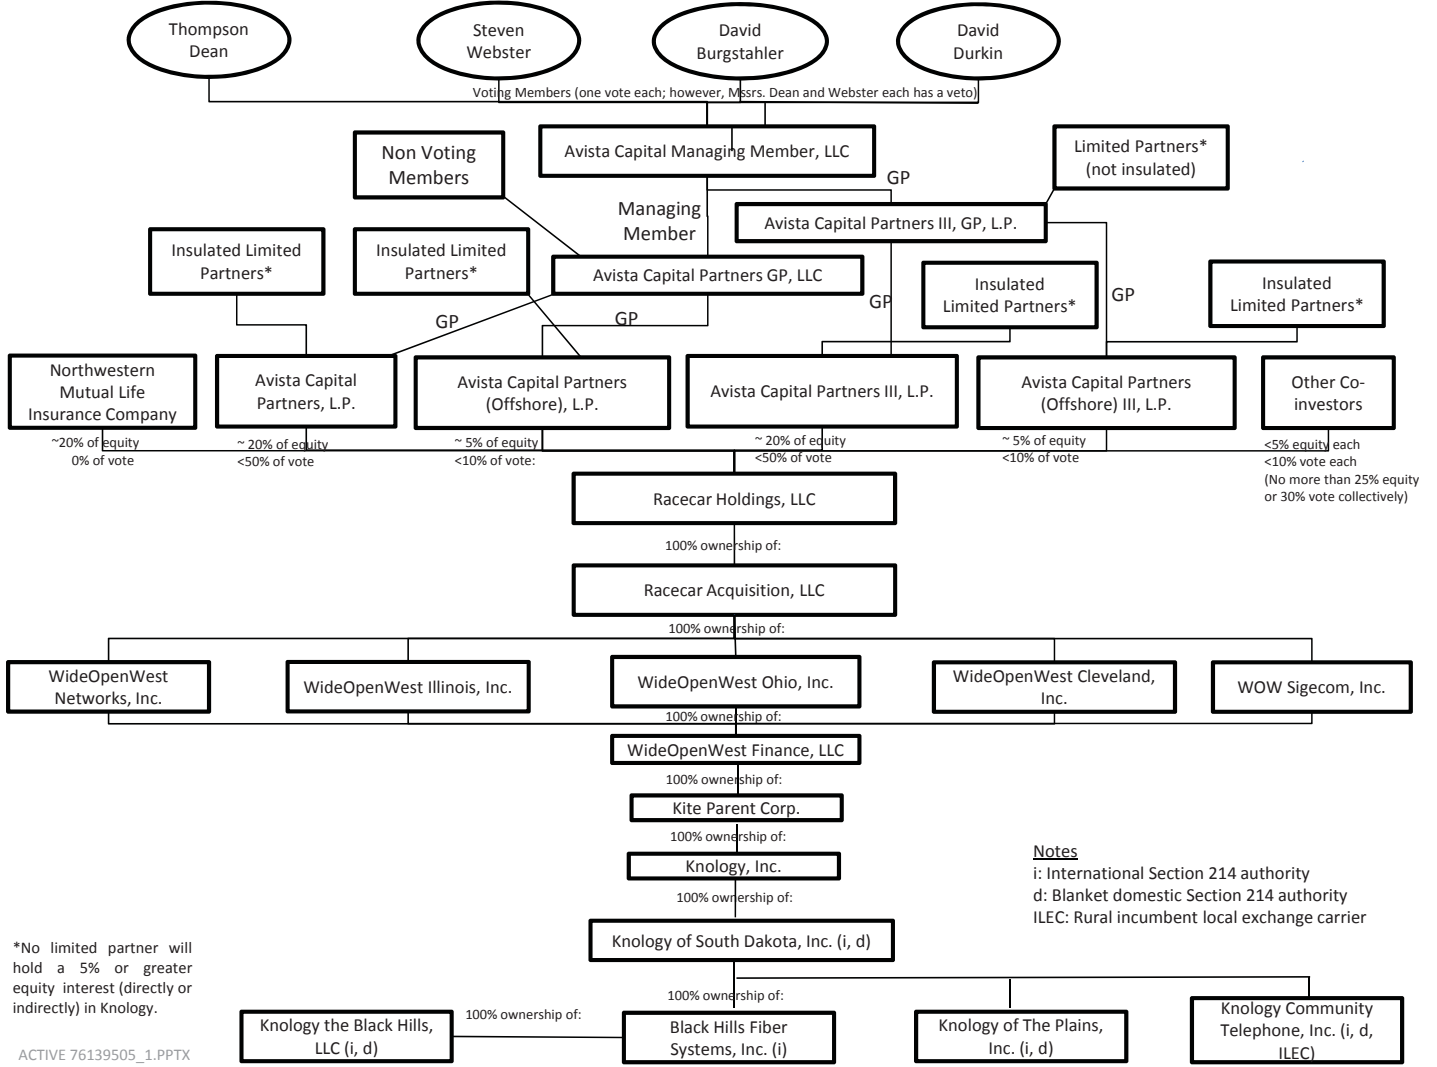 Thompson
Dean
Steven
Webster
David
Burgstahler
David
Durkin
Voting Members (one vote each; however, Mssrs. Dean and Webster each has a veto)
Non Voting
Members
Avista Capital Managing Member, LLC
Limited Partners*
(not insulated)
GP
Managing
Member
Avista Capital Partners III, GP, L.P.
Insulated Limited
Partners*
Insulated Limited
Partners*
Avista Capital Partners GP, LLC
Insulated
Limited Partners*
Insulated
Limited Partners*
GP
GP
GP
GP
Northwestern
Mutual Life
Insurance Company
Avista Capital
Partners, L.P.
Avista Capital Partners
(Offshore), L.P.
Avista Capital Partners III, L.P.
Avista Capital Partners
(Offshore) III, L.P.
Other Co-
investors
~20% of equity
0% of vote
~ 20% of equity
<50% of vote
~ 5% of equity
<10% of vote:
~ 20% of equity
<50% of vote
~ 5% of equity
<10% of vote
<5% equity each
<10% vote each
(No more than 25% equity
or 30% vote collectively)
Racecar Holdings, LLC
100% ownership of:
Racecar Acquisition, LLC
100% ownership of:
WideOpenWest
Networks, Inc.
WideOpenWest Illinois, Inc.
WideOpenWest Ohio, Inc.
WideOpenWest Cleveland,
Inc.
WOW Sigecom, Inc.
100% ownership of:
WideOpenWest Finance, LLC
100% ownership of:
Kite Parent Corp.
100% ownership of:
Knology, Inc.
100% ownership of:
Notes
i: International Section 214 authority
d: Blanket domestic Section 214 authority
ILEC: Rural incumbent local exchange carrier
Knology of South Dakota, Inc. (i, d)
*No limited partner will
hold a 5% or greater
equity interest (directly or
indirectly) in Knology.
100% ownership of:
100% ownership of:
Knology the Black Hills,
LLC (i, d)
Black Hills Fiber
Systems, Inc. (i)
Knology of The Plains,
Inc. (i, d)
Knology Community
Telephone, Inc. (i, d,
ILEC)
ACTIVE 76139505_1.PPTX